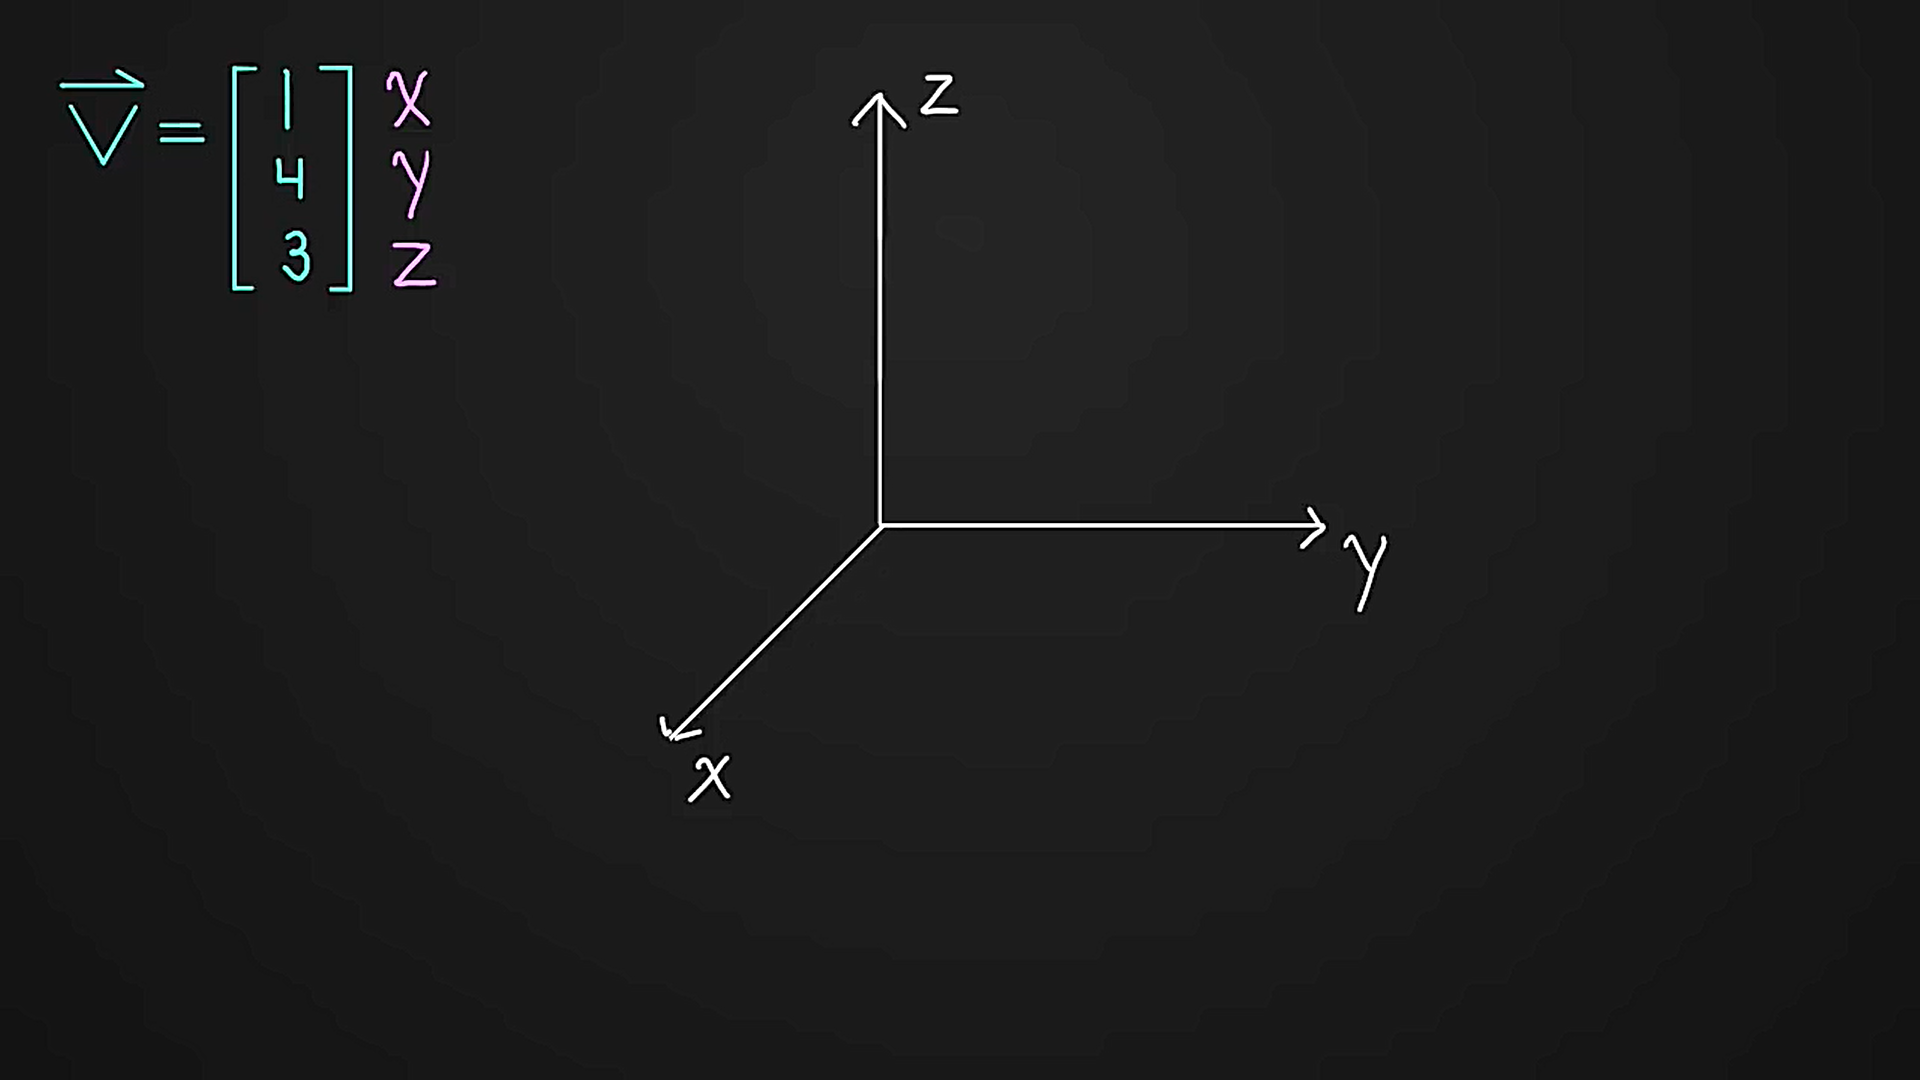 V = [1 4 3] x y z
z
y
x